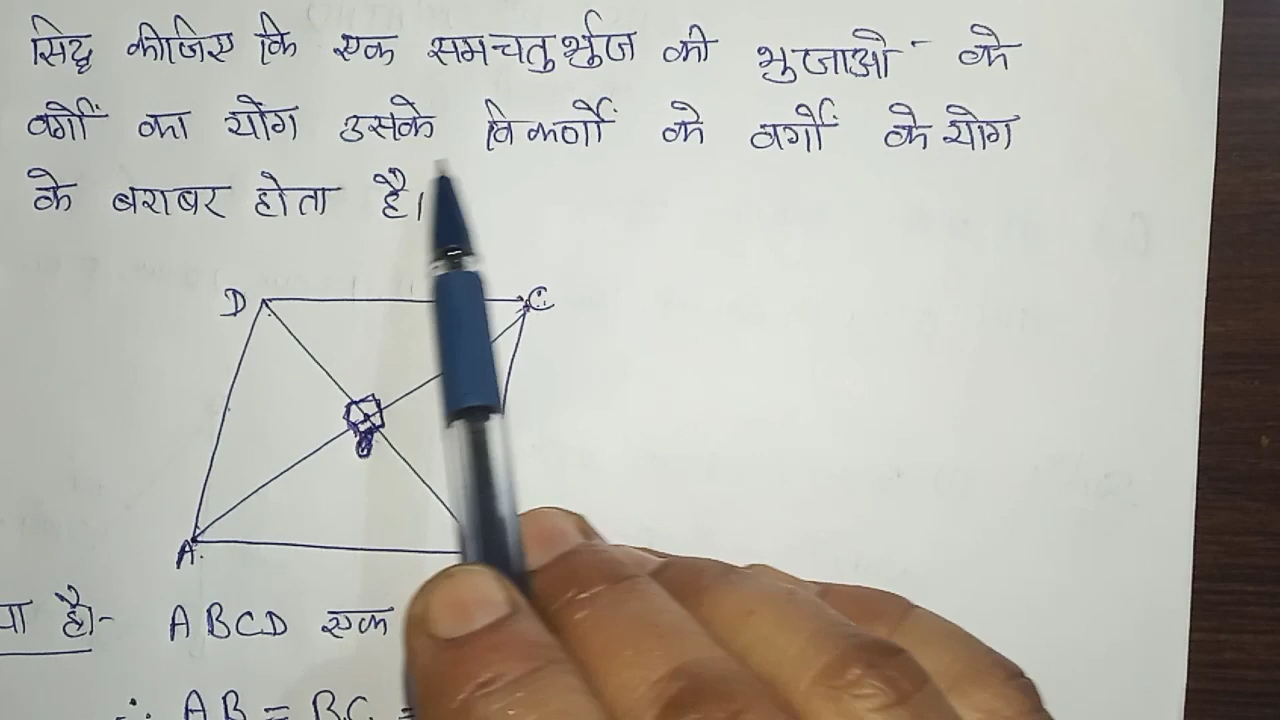 सिद्ध कीजिए कि एक समचतुर्भुज की भुजाओं के
वर्गों का योग उसके विकर्णों के वर्गों के योग
के बराबर होता है।
D C
A
है- ABCD एक
∴ AB = BC =